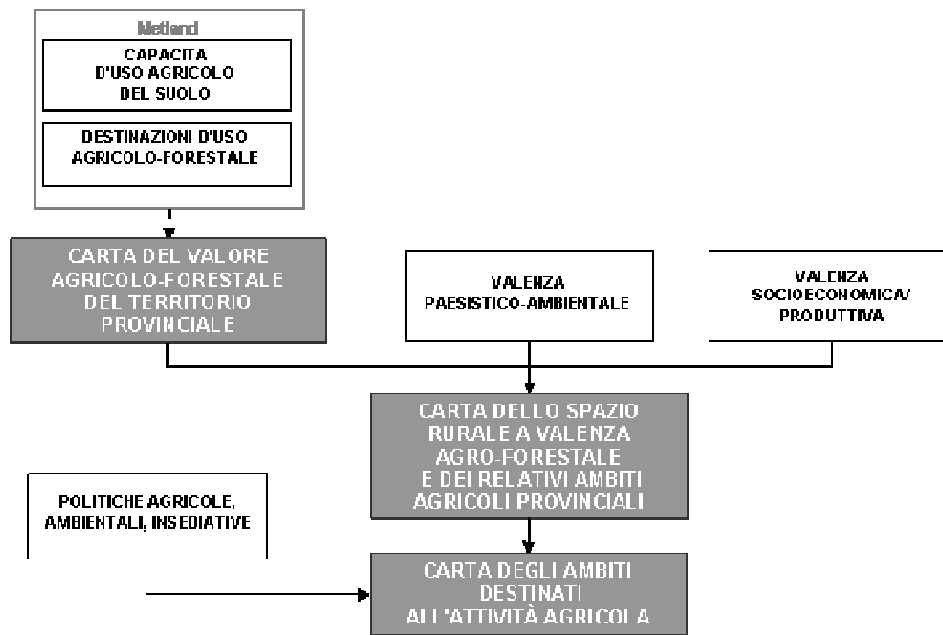 Metland
CAPACITA
D'USO AGRICOLO
DEL SUOLO
DESTINAZIONI D'USO
AGRICOLO-FORESTALE
CARTA DEL VALORE
AGRICOLO-FORESTALE
DEL TERRITORIO
PROVINCIALE
VALENZA
PAESISTICO-AMBIENTALE
VALENZA
SOCIOECONOMICA/
PRODUTTIVA
CARTA DELLO SPAZIO
RURALE A VALENZA
AGRO-FORESTALE
E DEI RELATIVI AMBITI
AGRICOLI PROVINCIALI
POLITICHE AGRICOLE,
AMBIENTALI, INSEDIATIVE
CARTA DEGLI AMBITI
DESTINATI
ALL'ATTIVITÀ AGRICOLA